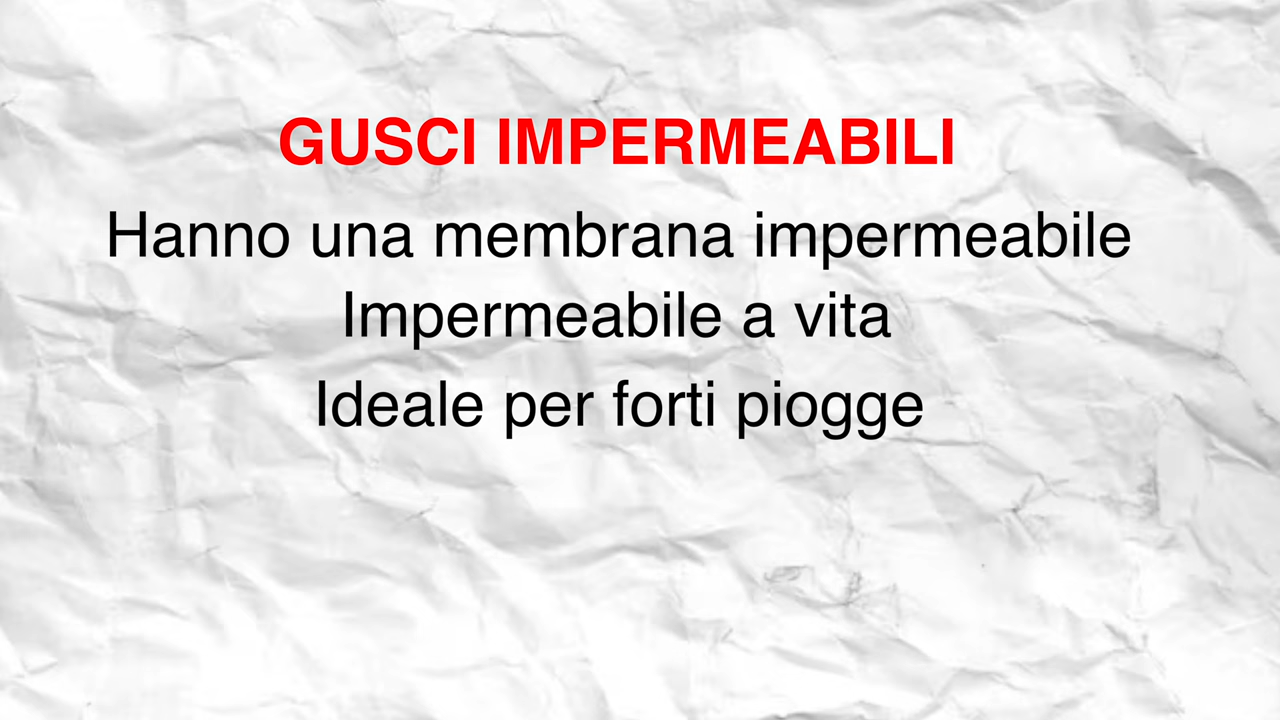 GUSCI IMPERMEABILI
Hanno una membrana impermeabile
Impermeabile a vita
Ideale per forti piogge